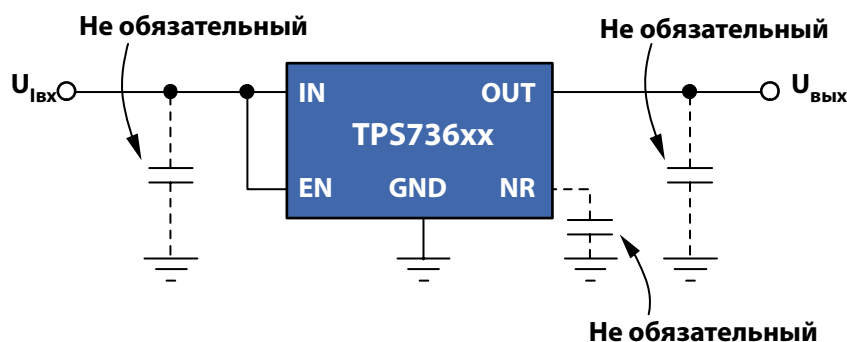 Не обязательный
Не обязательный
UIвх
Uвых
IN
OUT
TPS736xx
EN
GND
NR
Не обязательный